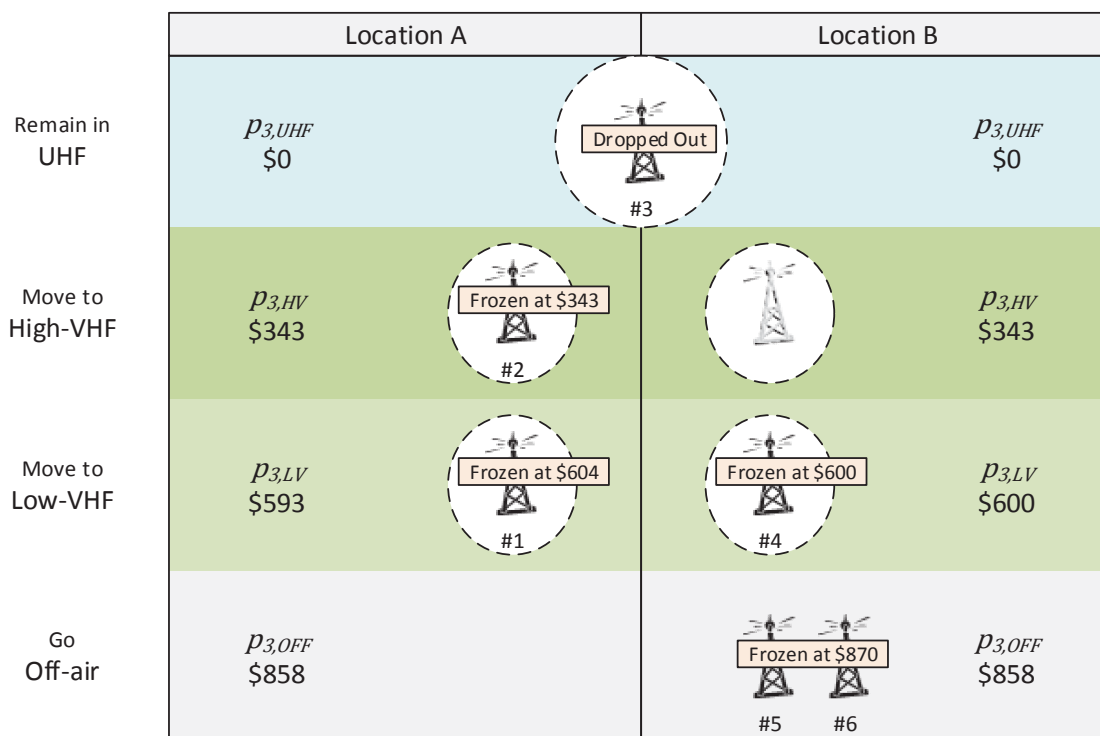 Location A
Location B
Remain in
UHF
p3,UHF
$0
Dropped Out
#3
p3,UHF
$0
Move to
High-VHF
p3,HV
$343
Frozen at $343
#2
p3,HV
$343
Move to
Low-VHF
p3,LV
$593
Frozen at $604
#1
Frozen at $600
#4
p3,LV
$600
Go
Off-air
p3,OFF
$858
Frozen at $870
#5
#6
p3,OFF
$858